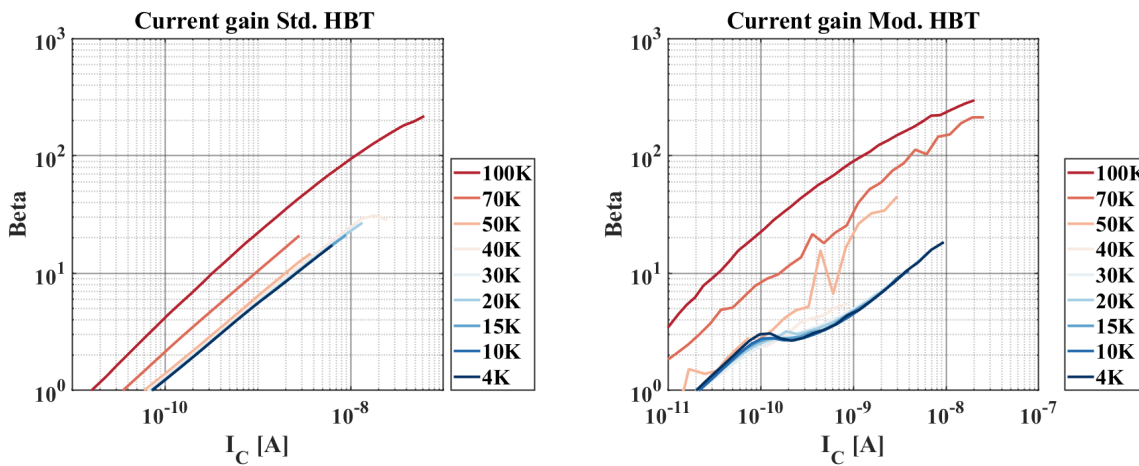 Current gain Std. HBT
10^3
10^2
10^1
10^0
Beta
10^-10
10^-8
I_C [A]
100K
70K
50K
40K
30K
20K
15K
10K
4K
Current gain Mod. HBT
10^3
10^2
10^1
10^0
Beta
10^-11
10^-10
10^-9
10^-8
10^-7
I_C [A]
100K
70K
50K
40K
30K
20K
15K
10K
4K